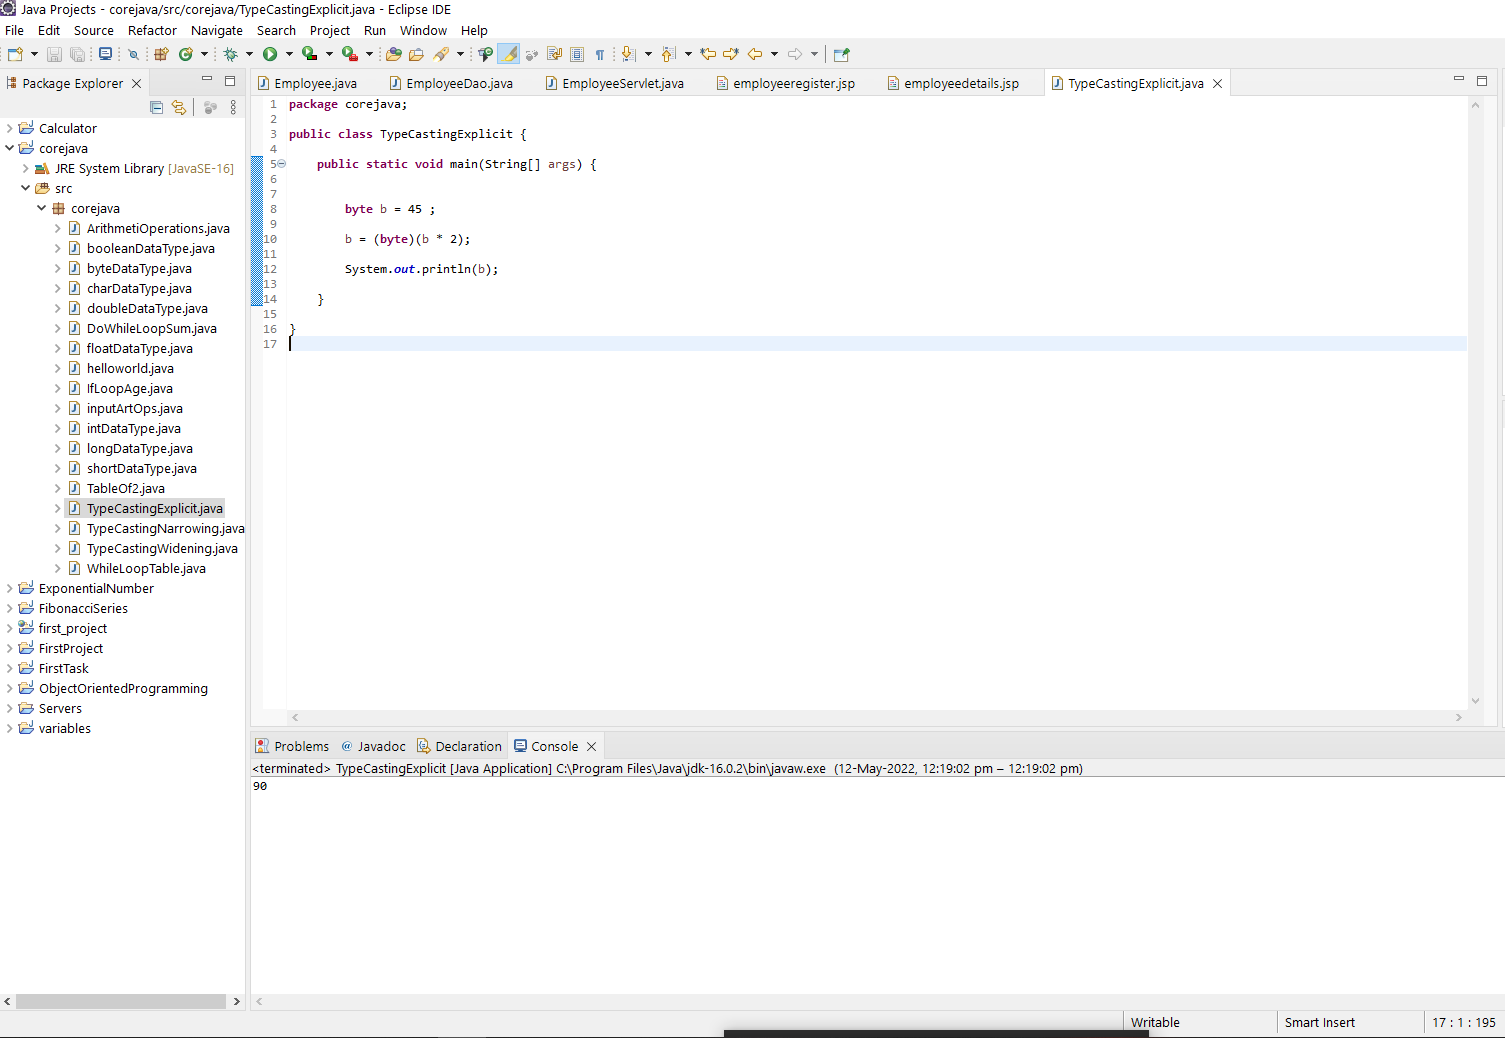 Java Projects - corejava/src/corejava/TypeCastingExplicit.java - Eclipse IDE
File Edit Source Refactor Navigate Search Project Run Window Help
Package Explorer
Employee.java EmployeeDao.java EmployeeServlet.java employeeregister.jsp employeedetails.jsp TypeCastingExplicit.java
Calculator
corejava
JRE System Library [JavaSE-16]
src
corejava
ArithmetiOperations.java
booleanDataType.java
byteDataType.java
charDataType.java
doubleDataType.java
DoWhileLoopSum.java
floatDataType.java
helloworld.java
IfLoopAge.java
inputArtOps.java
intDataType.java
longDataType.java
shortDataType.java
TableOf2.java
TypeCastingExplicit.java
TypeCastingNarrowing.java
TypeCastingWidening.java
WhileLoopTable.java
ExponentialNumber
FibonacciSeries
first_project
FirstProject
FirstTask
ObjectOrientedProgramming
Servers
variables
1 package corejava;
2
3 public class TypeCastingExplicit {
4
5 public static void main(String[] args) {
6
7
8 byte b = 45 ;
9
10 b = (byte)(b * 2);
11
12 System.out.println(b);
13
14 }
15
16 }
17
Problems @ Javadoc Declaration Console
<terminated> TypeCastingExplicit [Java Application] C:\Program Files\Java\jdk-16.0.2\bin\javaw.exe (12-May-2022, 12:19:02 pm – 12:19:02 pm)
90
Writable Smart Insert 17 : 1 : 195